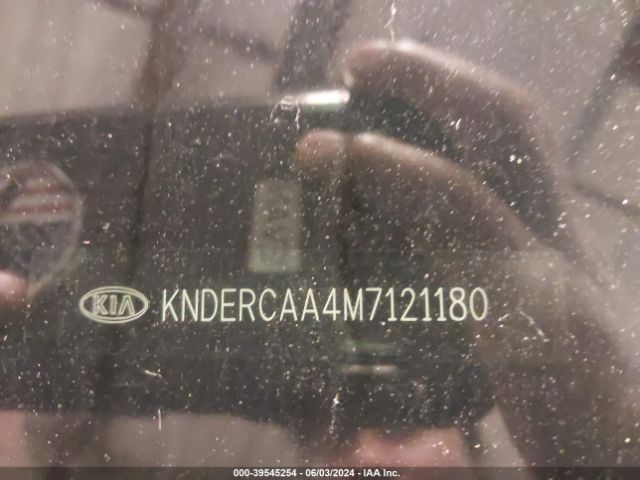 KIA KNDERCAA4M7121180
000-39545254 - 06/03/2024 - IAA Inc.